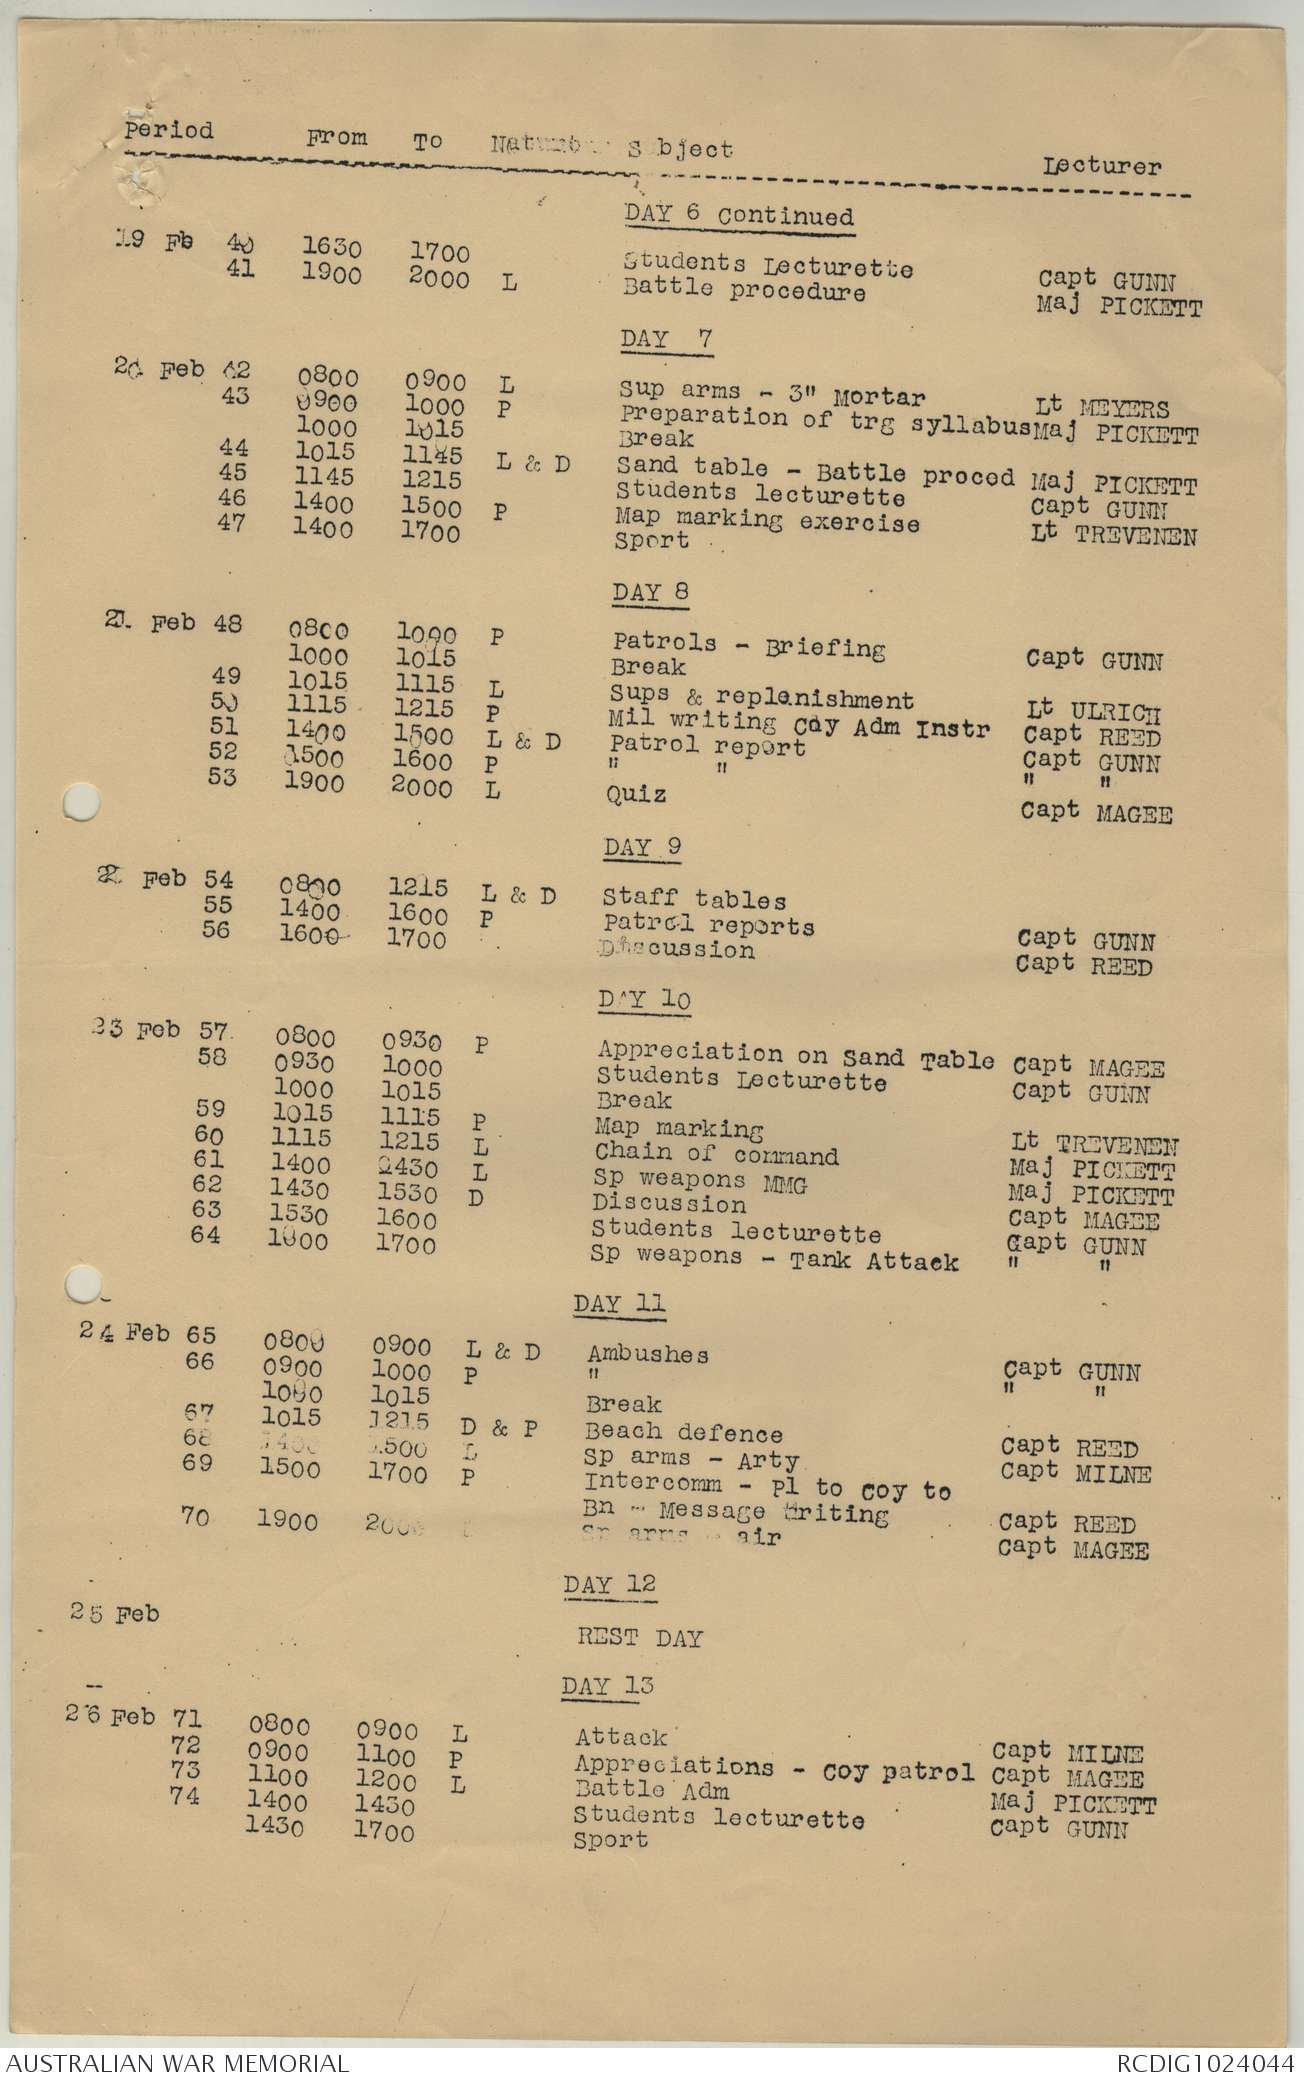 Period From To Subject Lecturer
DAY 6 Continued
19 Fb 40 1630 1700 Students Lecturette Capt GUNN
41 1900 2000 L Battle procedure Maj PICKETT
DAY 7
20 Feb 42 0800 0900 L Sup arms - 3" Mortar Lt MEYERS
43 0900 1000 P Preparation of trg syllabus Maj PICKETT
1000 1015 Break
44 1015 1145 L & D Sand table - Battle proced Maj PICKETT
45 1145 1215 Students lecturette Capt GUNN
46 1400 1500 P Map marking exercise Lt TREVENEN
47 1400 1700 Sport
DAY 8
21 Feb 48 0800 1000 P Patrols - Briefing Capt GUNN
1000 1015 Break
49 1015 1115 L Sups & replenishment Lt ULRICH
50 1115 1215 P Mil writing Coy Adm Instr Capt REED
51 1400 1500 L & D Patrol report Capt GUNN
52 1500 1600 P " " " "
53 1900 2000 L Quiz Capt MAGEE
DAY 9
22 Feb 54 0800 1215 L & D Staff tables
55 1400 1600 P Patrol reports Capt GUNN
56 1600 1700 Discussion Capt REED
DAY 10
23 Feb 57 0800 0930 P Appreciation on Sand Table Capt MAGEE
58 0930 1000 Students Lecturette Capt GUNN
1000 1015 Break
59 1015 1115 P Map marking Lt TREVENEN
60 1115 1215 L Chain of command Maj PICKETT
61 1400 1430 L Sp weapons MMG Maj PICKETT
62 1430 1530 D Discussion Capt MAGEE
63 1530 1600 Students lecturette Capt GUNN
64 1600 1700 Sp weapons - Tank Attack " "
DAY 11
24 Feb 65 0800 0900 L & D Ambushes Capt GUNN
66 0900 1000 P " " "
1000 1015 Break
67 1015 1215 D & P Beach defence Capt REED
68 1400 1500 L Sp arms - Arty Capt MILNE
69 1500 1700 P Intercomm - Pl to Coy to
Bn - Message Writing Capt REED
70 1900 2000 Sp arms - air Capt MAGEE
DAY 12
25 Feb
REST DAY
DAY 13
26 Feb 71 0800 0900 L Attack Capt MILNE
72 0900 1100 P Appreciations - Coy patrol Capt MAGEE
73 1100 1200 L Battle Adm Maj PICKETT
74 1400 1430 Students lecturette Capt GUNN
1430 1700 Sport
AUSTRALIAN WAR MEMORIAL RCDIG1024044